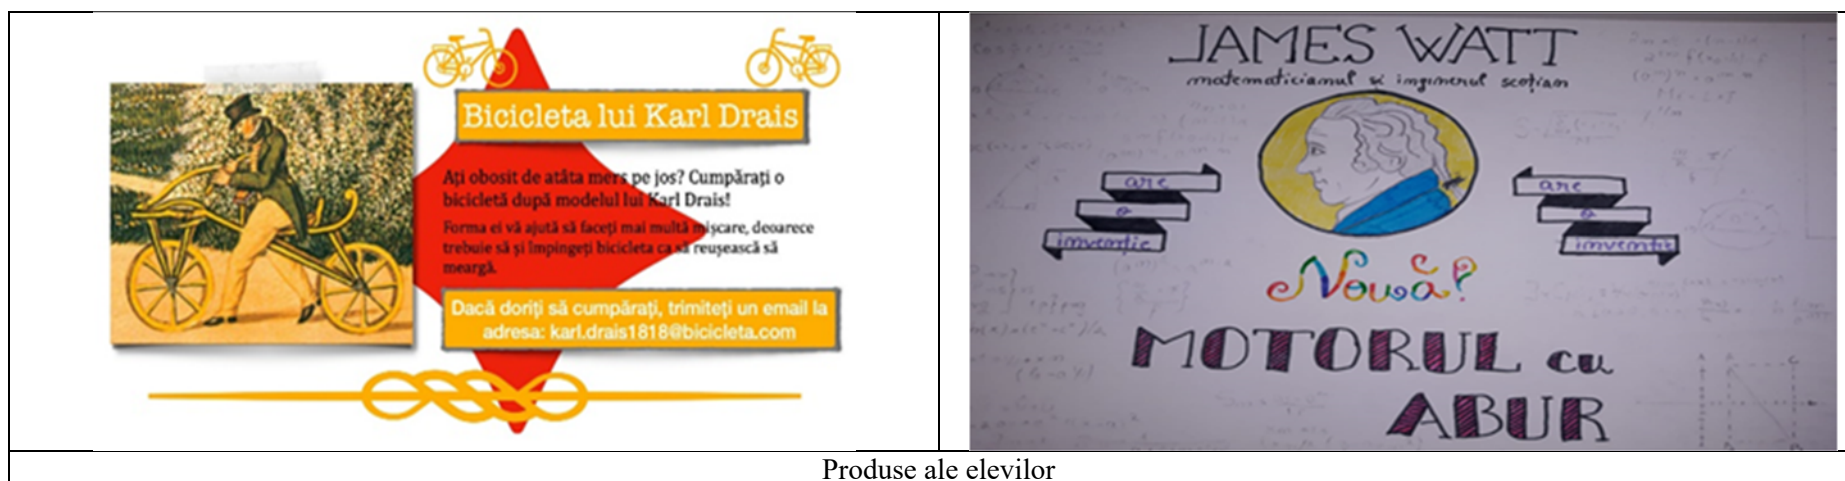 Bicicleta lui Karl Drais
Ați obosit de atâta mers pe jos? Cumpărați o
bicicletă după modelul lui Karl Drais!
Forma ei vă ajută să faceți mai multă mișcare, deoarece
trebuie să și împingeți bicicleta ca să reușească să
meargă.
Dacă doriți să cumpărați, trimiteți un email la
adresa: karl.drais1818@bicicleta.com
JAMES WATT
matematicianul și inginerul scoțian
are
o
invenție
are
o
invenție
Nouă?
MOTORUL cu
ABUR
Produse ale elevilor